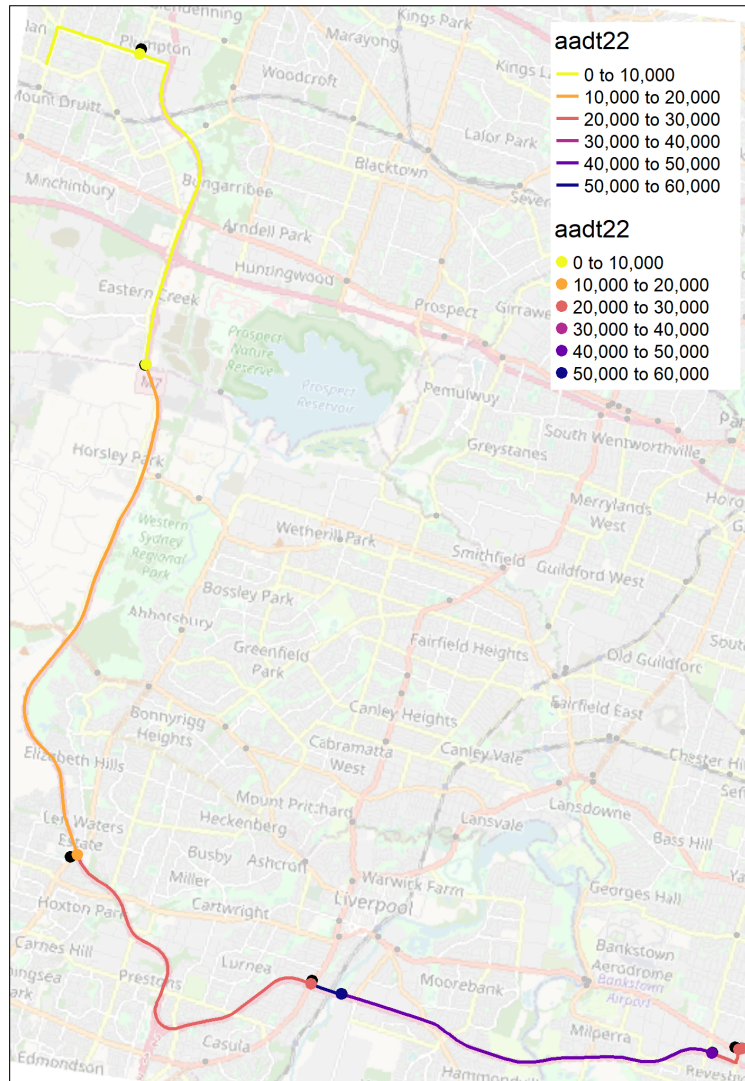 Glendenning
Kings Park
Plumpton
Marayong
Woodcroft
Kings La
Mount Druitt
Lalor Park
Blacktown
Minchinbury
Bungarribee
Seven
Arndell Park
Huntingwood
Eastern Creek
Prospect
Girrawe
Prospect
Nature
Reserve
Prospect
Reservoir
M7
Pemulwuy
Greystanes
South Wentworthville
Horsley Park
Merrylands
West
Western
Sydney
Regional
Park
Wetherill Park
Smithfield
Guildford West
Bossley Park
Abbotsbury
Greenfield
Park
Fairfield Heights
Old Guildford
Bonnyrigg
Heights
Canley Heights
Fairfield East
Cabramatta
West
Canley Vale
Chester Hil
Elizabeth Hills
Mount Pritchard
Lansdowne
Len Waters
Estate
Heckenberg
Lansvale
Bass Hill
Busby
Ashcroft
Miller
Warwick Farm
Georges Hall
Hoxton Park
Cartwright
Liverpool
Carnes Hill
Bankstown
Aerodrome
Bankstown
Airport
Prestons
Lurnea
Moorebank
Milperra
Casula
Edmondson
Hammondville
Revesb
aadt22
0 to 10,000
10,000 to 20,000
20,000 to 30,000
30,000 to 40,000
40,000 to 50,000
50,000 to 60,000
aadt22
0 to 10,000
10,000 to 20,000
20,000 to 30,000
30,000 to 40,000
40,000 to 50,000
50,000 to 60,000